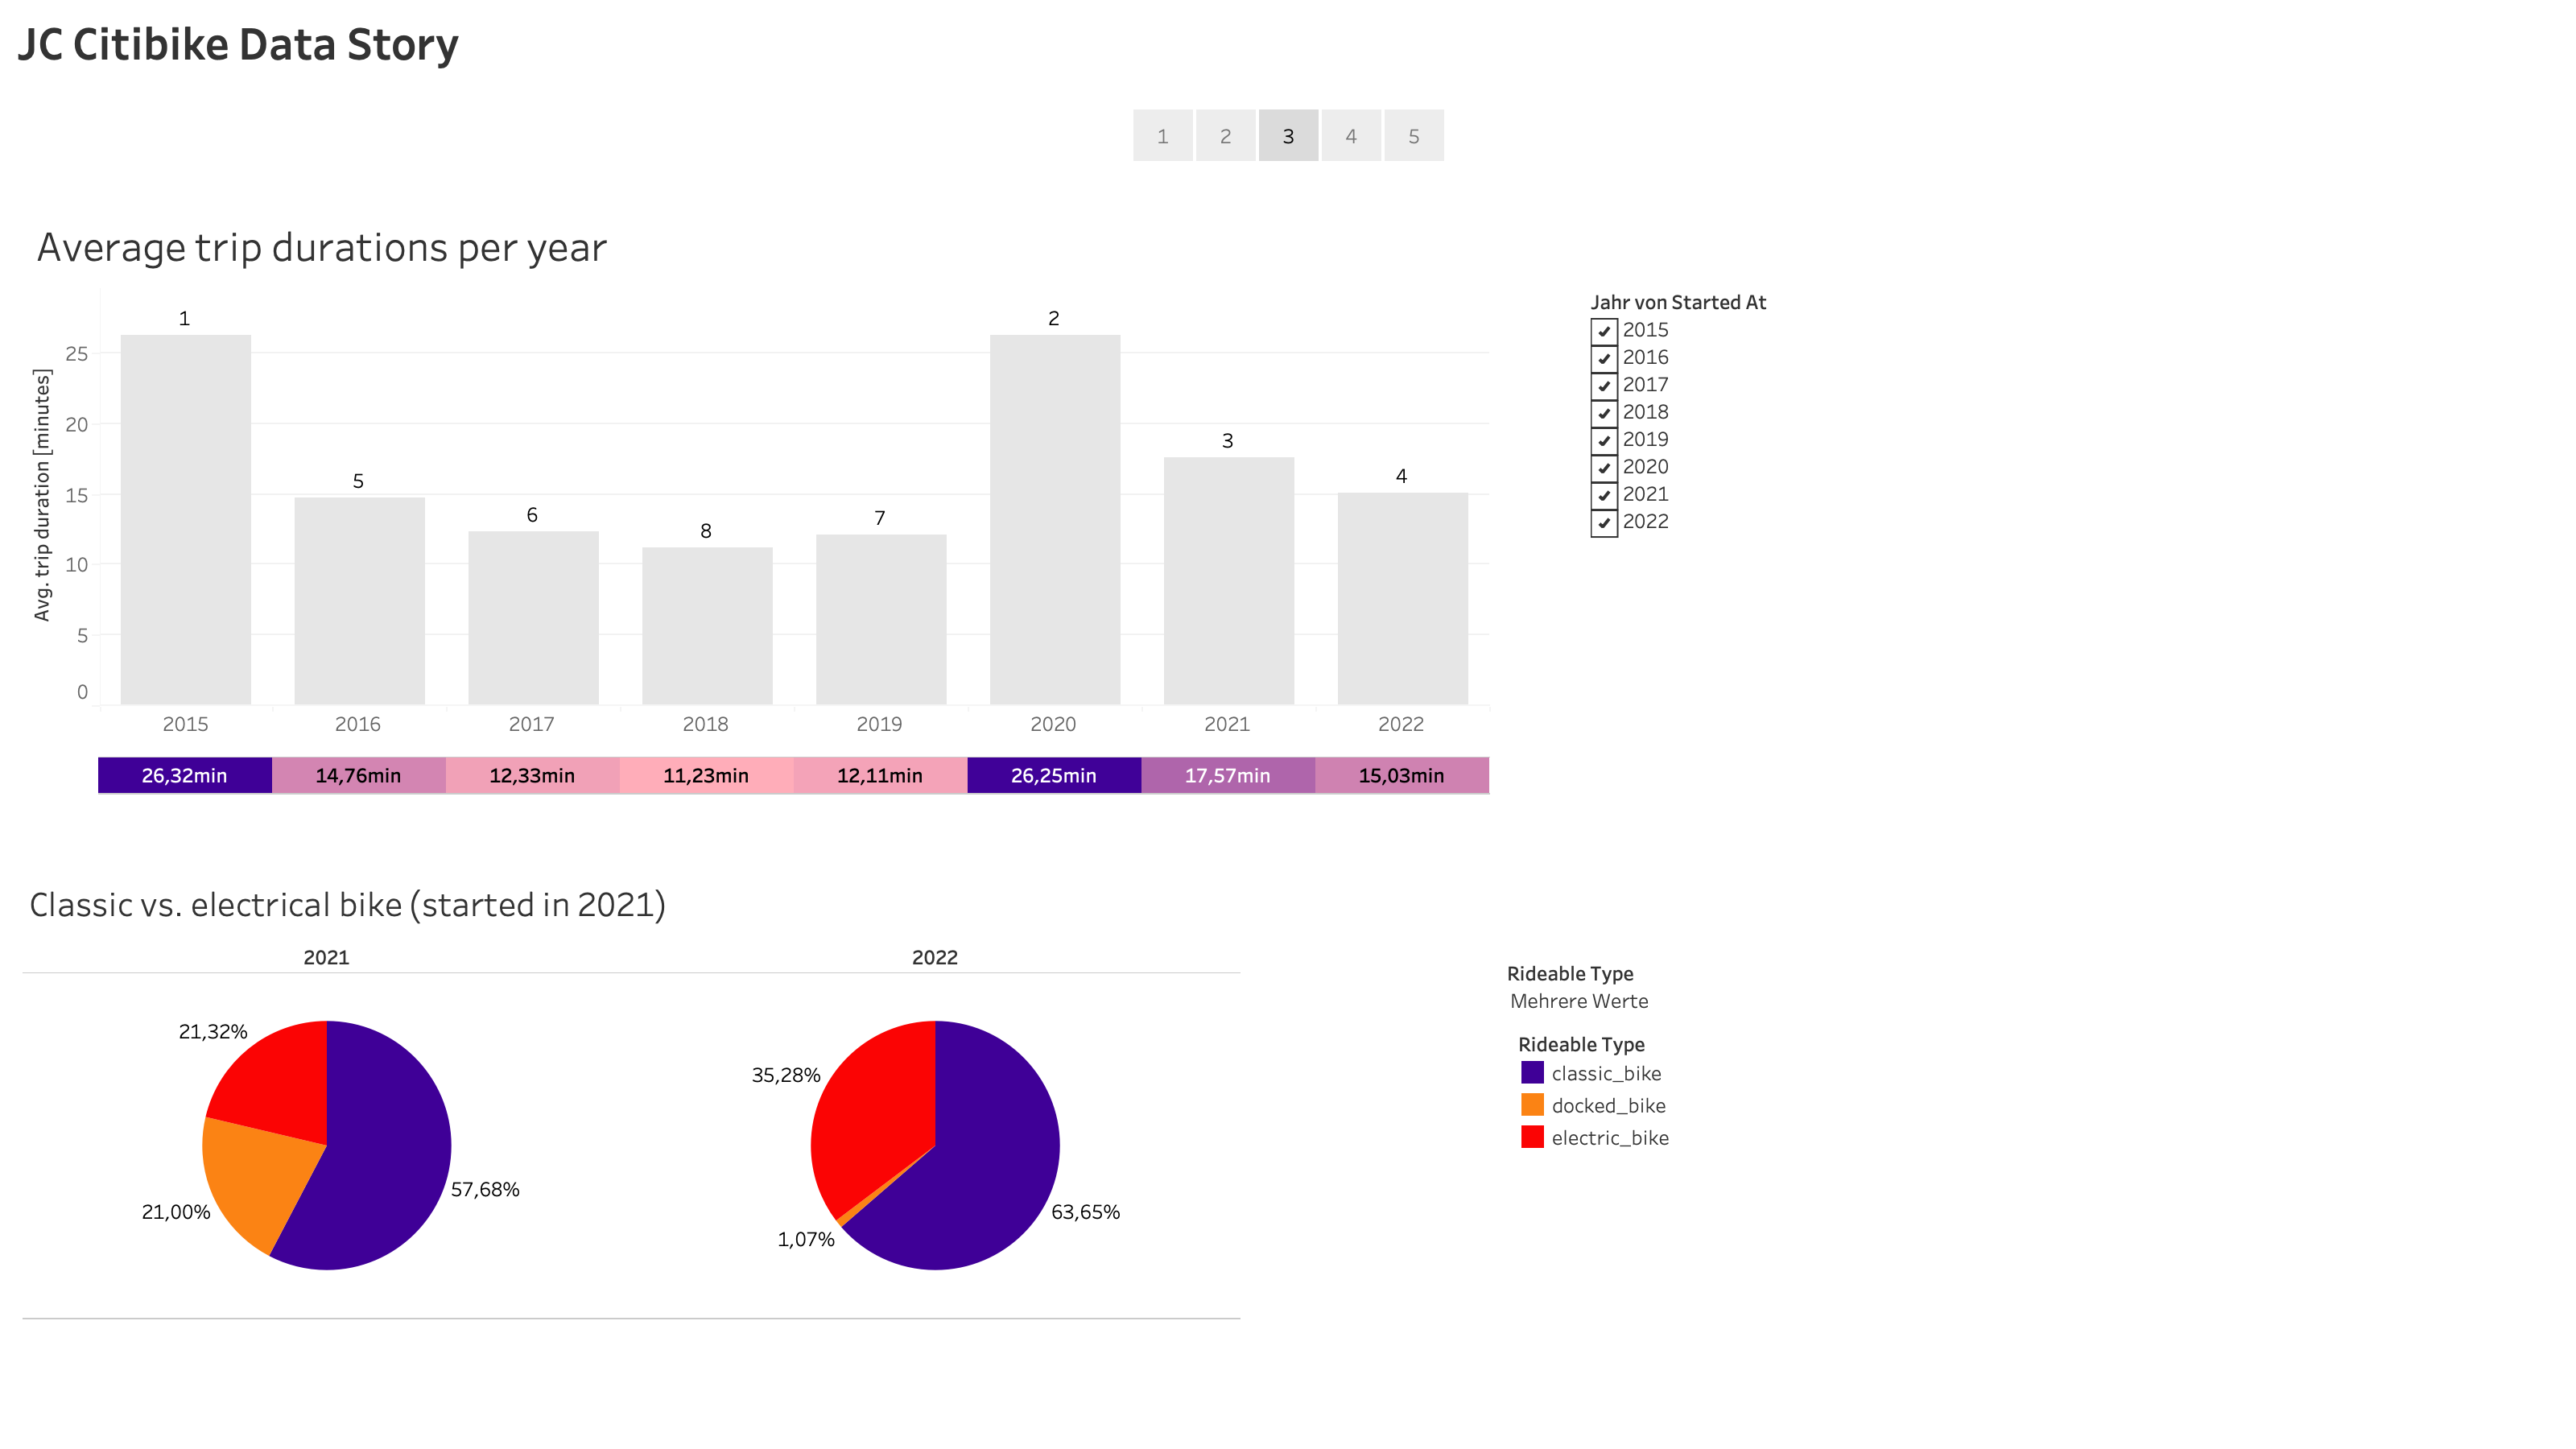 JC Citibike Data Story
1 2 3 4 5
Average trip durations per year
Jahr von Started At
2015
2016
2017
2018
2019
2020
2021
2022
Avg. trip duration [minutes]
25
20
15
10
5
0
1 5 6 8 7 2 3 4
2015 2016 2017 2018 2019 2020 2021 2022
26,32min 14,76min 12,33min 11,23min 12,11min 26,25min 17,57min 15,03min
Classic vs. electrical bike (started in 2021)
2021 2022
21,32%
21,00%
57,68%
35,28%
1,07%
63,65%
Rideable Type
Mehrere Werte
Rideable Type
classic_bike
docked_bike
electric_bike